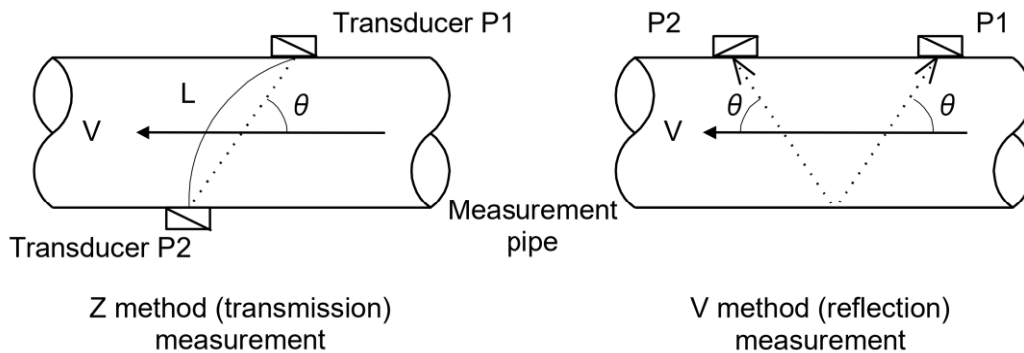 Transducer P1
L
θ
V
Transducer P2
Z method (transmission)
measurement
Measurement
pipe
P2
P1
θ
θ
V
V method (reflection)
measurement